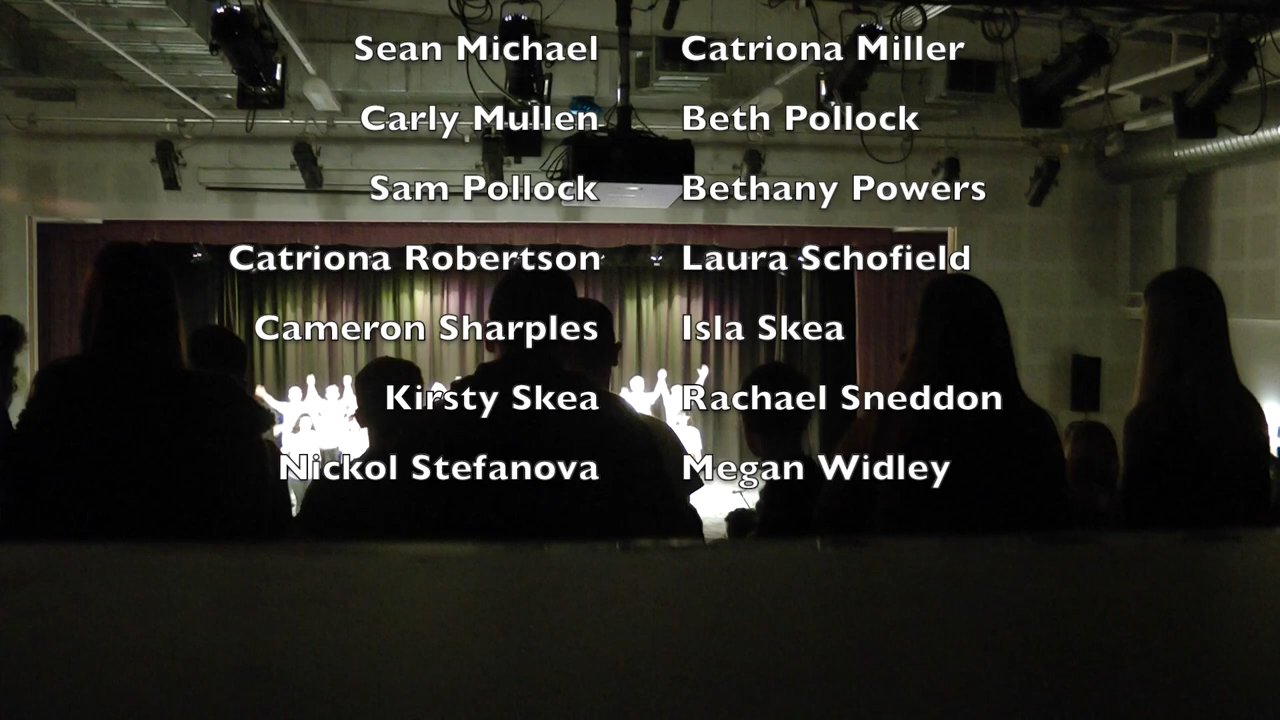 Sean Michael Catriona Miller
Carly Mullen Beth Pollock
Sam Pollock Bethany Powers
Catriona Robertson Laura Schofield
Cameron Sharples Isla Skea
Kirsty Skea Rachael Sneddon
Nickol Stefanova Megan Widley